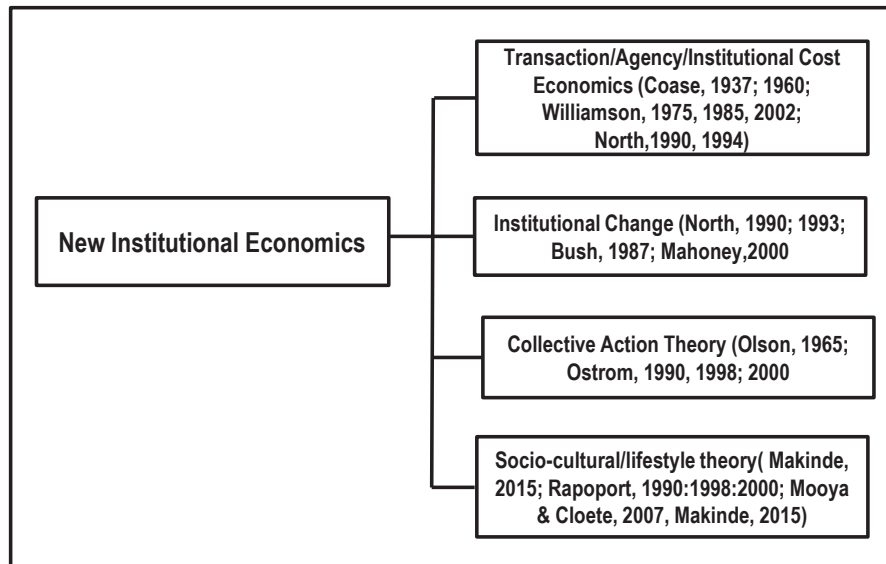 Transaction/Agency/Institutional Cost
Economics (Coase, 1937; 1960;
Williamson, 1975, 1985, 2002;
North,1990, 1994)
New Institutional Economics
Institutional Change (North, 1990; 1993;
Bush, 1987; Mahoney,2000
Collective Action Theory (Olson, 1965;
Ostrom, 1990, 1998; 2000
Socio-cultural/lifestyle theory( Makinde,
2015; Rapoport, 1990:1998:2000; Mooya
& Cloete, 2007, Makinde, 2015)